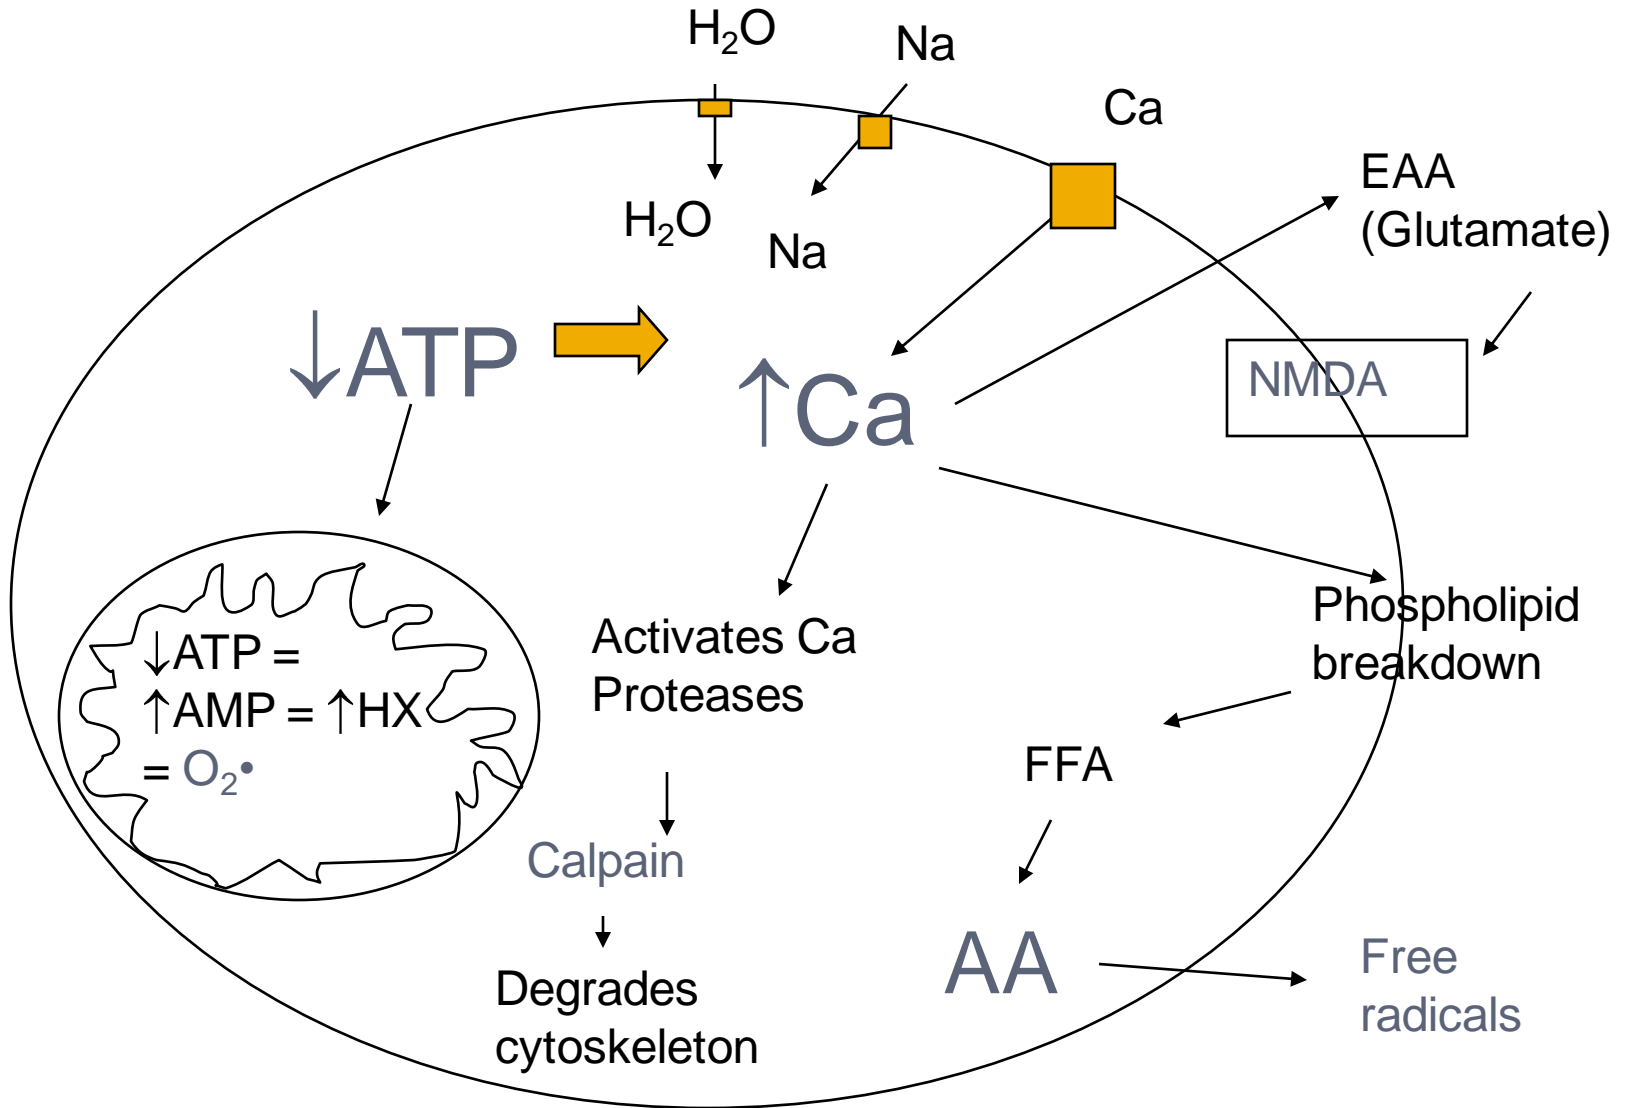 H₂O
Na
Ca
EAA
(Glutamate)
H₂O
Na
↓ATP
↑Ca
NMDA
↓ATP =
↑AMP = ↑HX
= O₂•
Activates Ca
Proteases
Phospholipid
breakdown
FFA
Calpain
AA
Free
radicals
Degrades
cytoskeleton